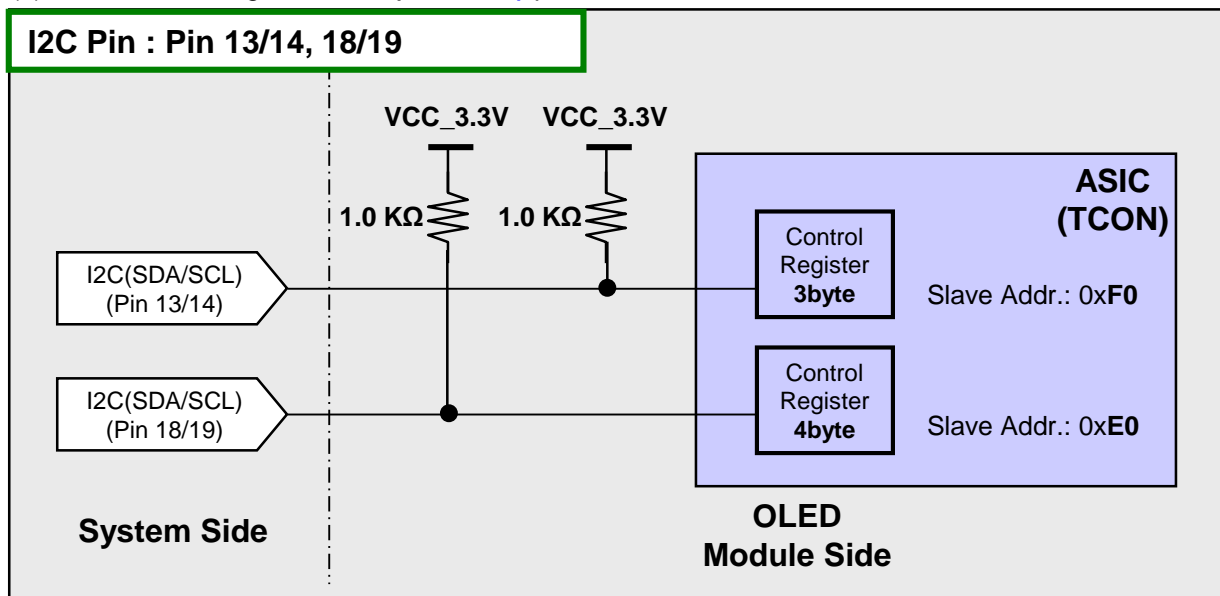 I2C Pin : Pin 13/14, 18/19
VCC_3.3V
VCC_3.3V
1.0 KΩ
1.0 KΩ
I2C(SDA/SCL)
(Pin 13/14)
I2C(SDA/SCL)
(Pin 18/19)
ASIC
(TCON)
Control
Register
3byte
Slave Addr.: 0xF0
Control
Register
4byte
Slave Addr.: 0xE0
System Side
OLED
Module Side